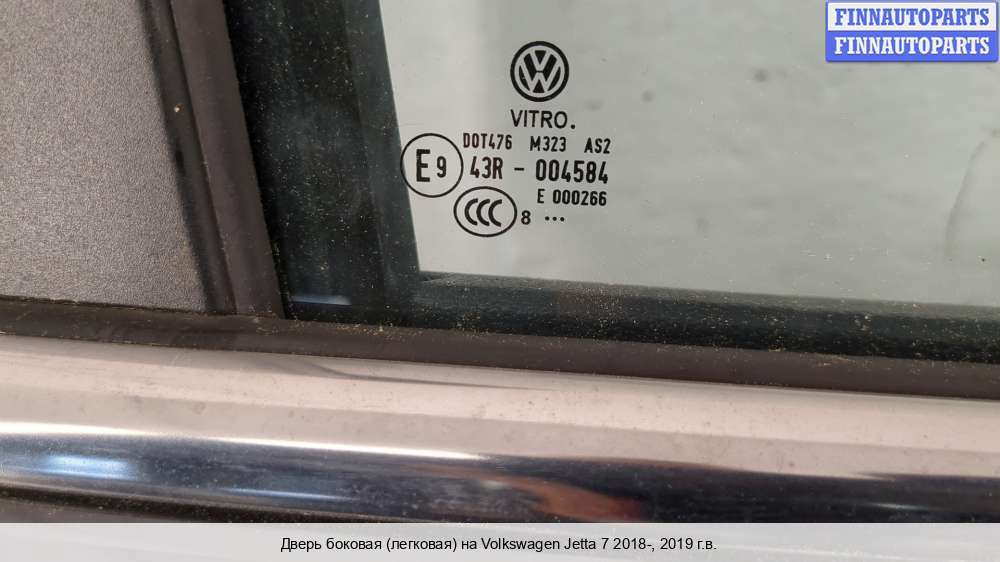 FINNAUTOPARTS
FINNAUTOPARTS
VITRO.
DOT476 M323 AS2
E9 43R - 004584
E 000266
CCC 8 ...
Дверь боковая (легковая) на Volkswagen Jetta 7 2018-, 2019 г.в.